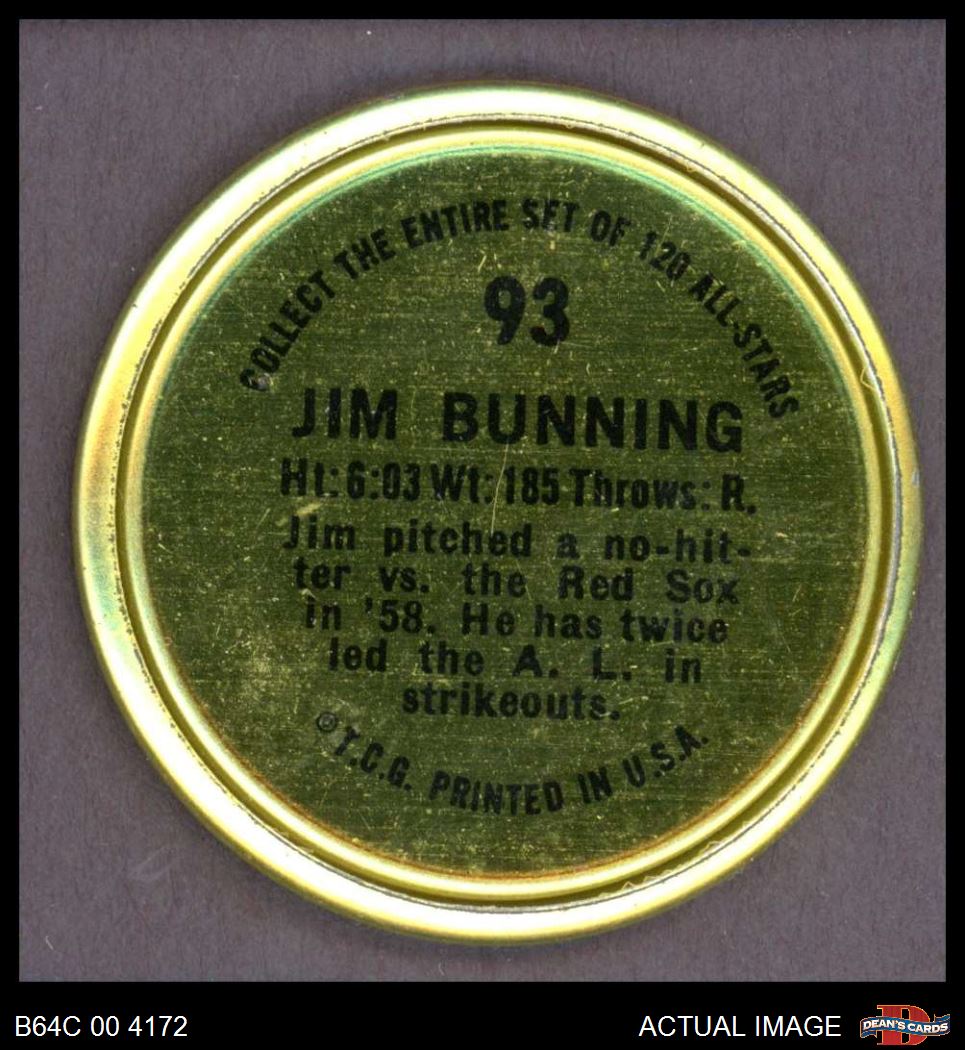 COLLECT THE ENTIRE SET OF 120 ALL-STARS
93
JIM BUNNING
Ht: 6:03 Wt: 185 Throws: R.
Jim pitched a no-hit-
ter vs. the Red Sox
in '58. He has twice
led the A. L. in
strikeouts.
© T.C.G. PRINTED IN U.S.A.
B64C 00 4172
ACTUAL IMAGE
D
DEAN'S CARDS